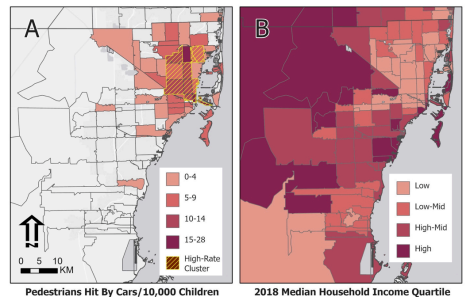 A
0-4
5-9
10-14
15-28
High-Rate
Cluster
N
0 5 10
KM
Pedestrians Hit By Cars/10,000 Children
B
Low
Low-Mid
High-Mid
High
2018 Median Household Income Quartile